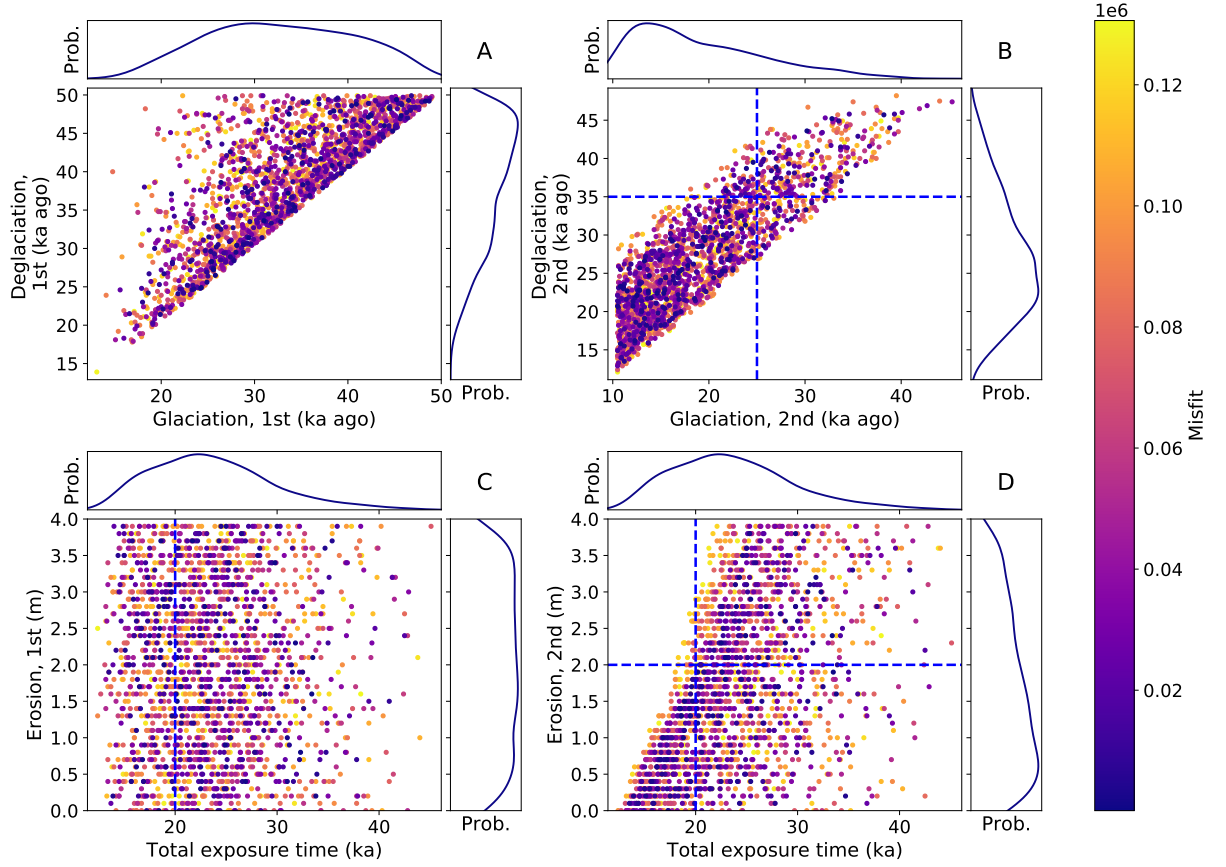 1e6
Prob.
A
Prob.
B
50
45
40
35
30
25
20
15
Deglaciation,
1st (ka ago)
20
30
40
50
Glaciation, 1st (ka ago)
Prob.
45
40
35
30
25
20
15
Deglaciation,
2nd (ka ago)
10
20
30
40
Glaciation, 2nd (ka ago)
Prob.
0.12
0.10
0.08
0.06
0.04
0.02
Misfit
Prob.
C
Prob.
D
4.0
3.5
3.0
2.5
2.0
1.5
1.0
0.5
0.0
Erosion, 1st (m)
20
30
40
Total exposure time (ka)
Prob.
4.0
3.5
3.0
2.5
2.0
1.5
1.0
0.5
0.0
Erosion, 2nd (m)
20
30
40
Total exposure time (ka)
Prob.